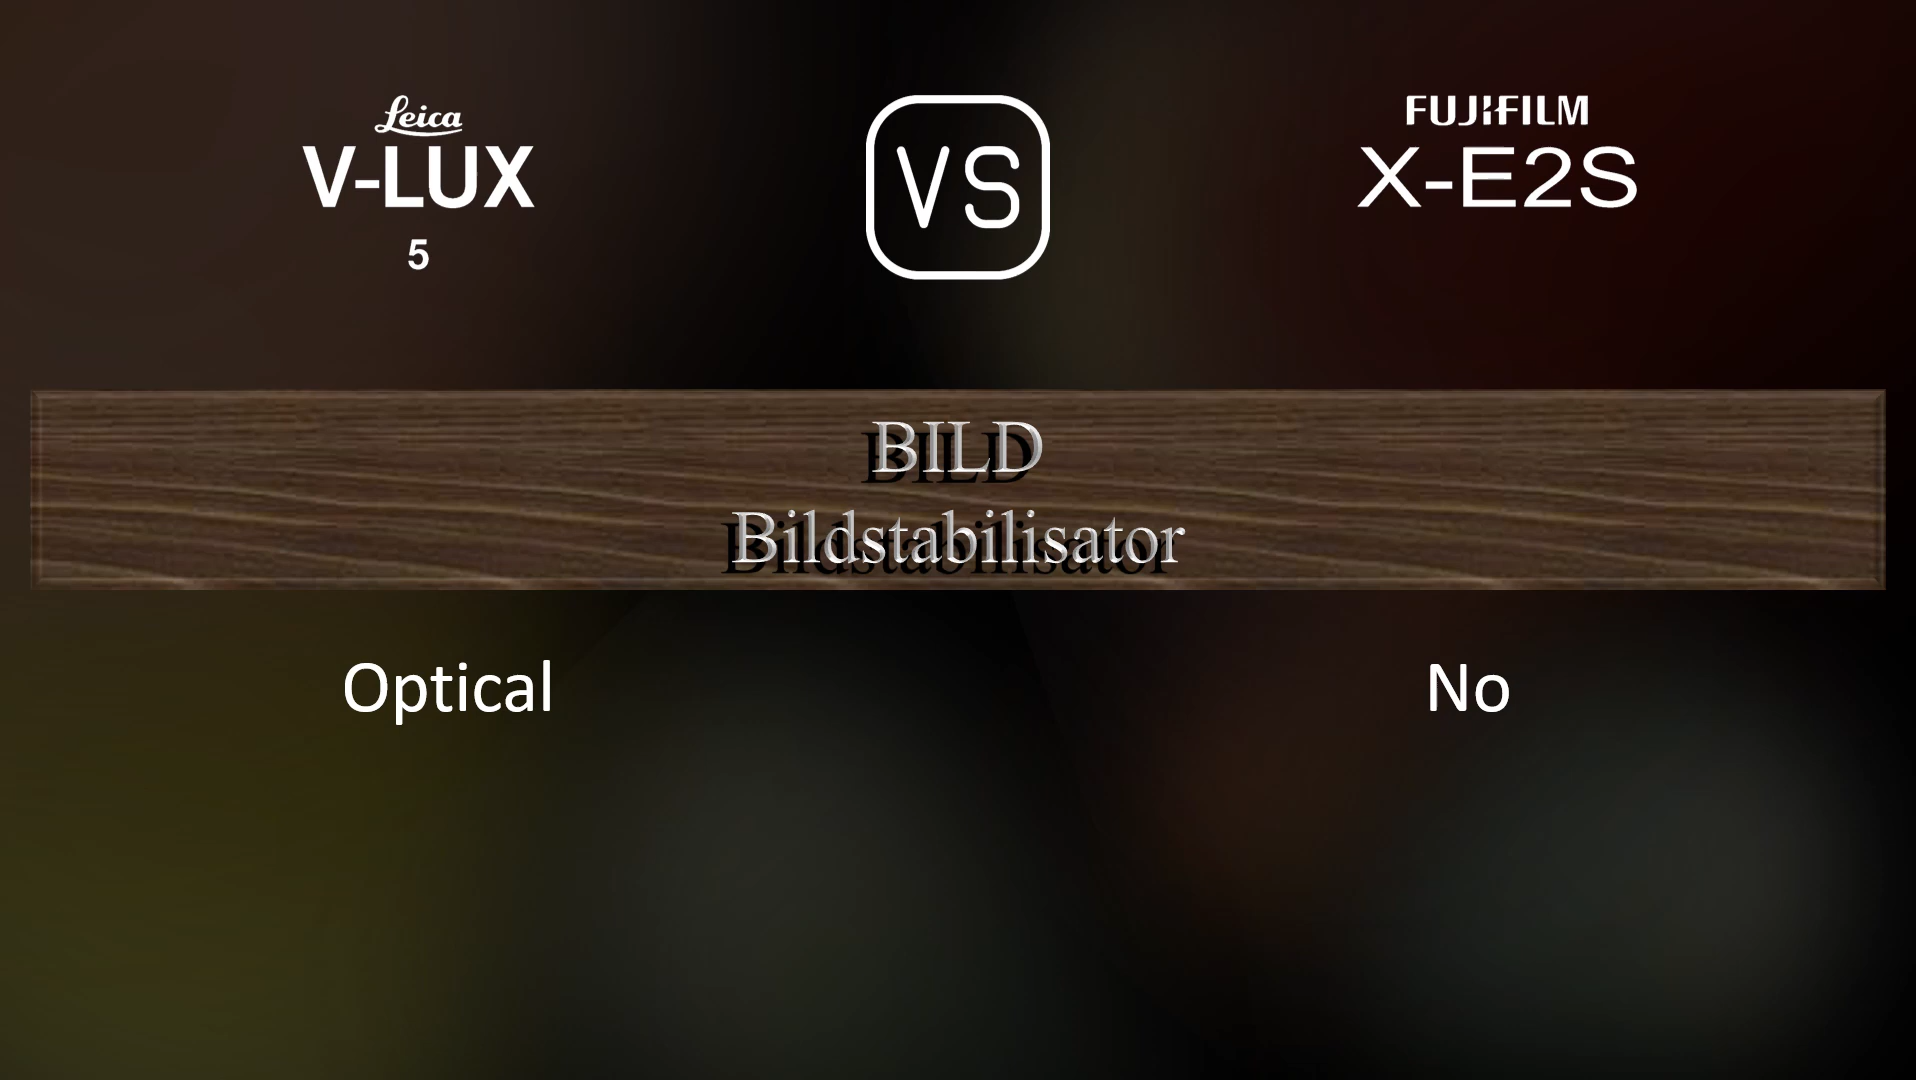 Leica
V-LUX
5
VS
FUJIFILM
X-E2S
BILD
Bildstabilisator
Optical
No